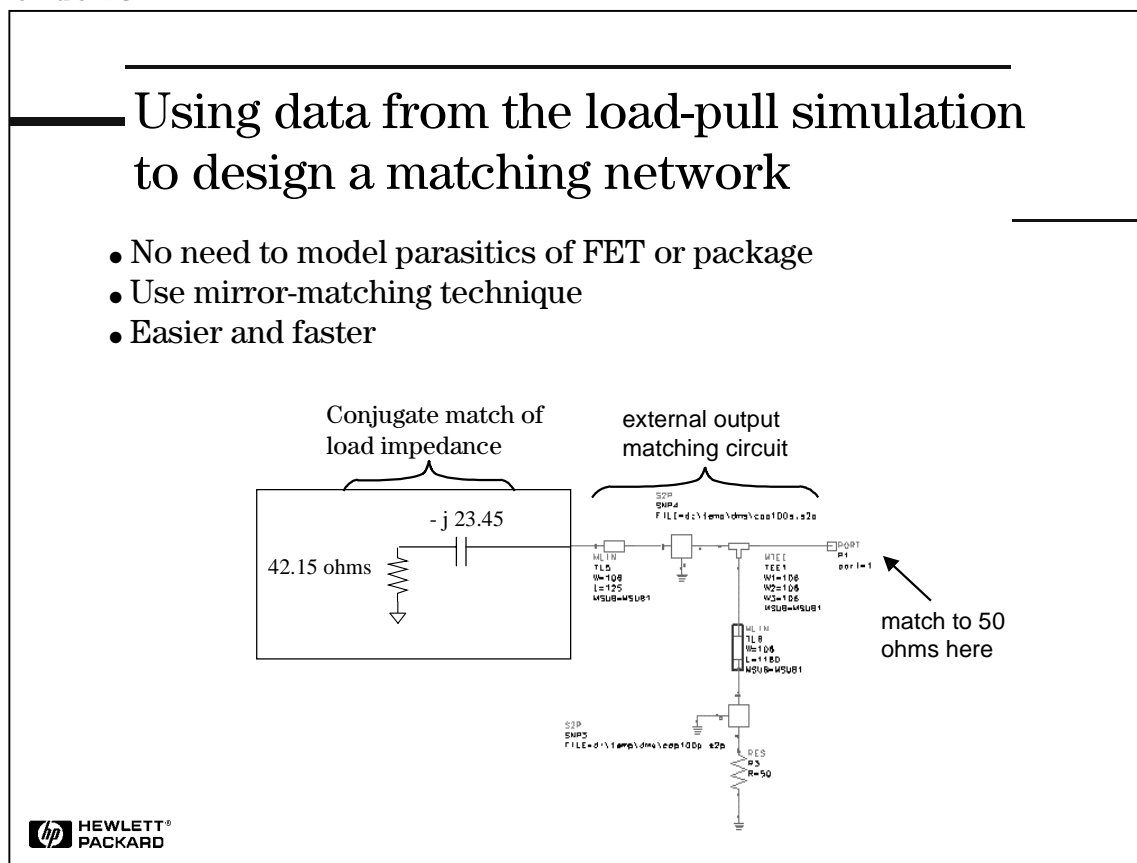 Using data from the load-pull simulation
to design a matching network
● No need to model parasitics of FET or package
● Use mirror-matching technique
● Easier and faster
Conjugate match of
load impedance
external output
matching circuit
- j 23.45
42.15 ohms
S2P
SNP4
MLIN
TL5
W=106
L=125
MSUB=MSUB1
TEE1
W1=106
W2=106
W3=106
MSUB=MSUB1
PORT
P1
port=1
match to 50
ohms here
MLIN
TL8
W=106
L=1180
MSUB=MSUB1
S2P
SNP3
RES
R3
R=50
hp HEWLETT®
PACKARD